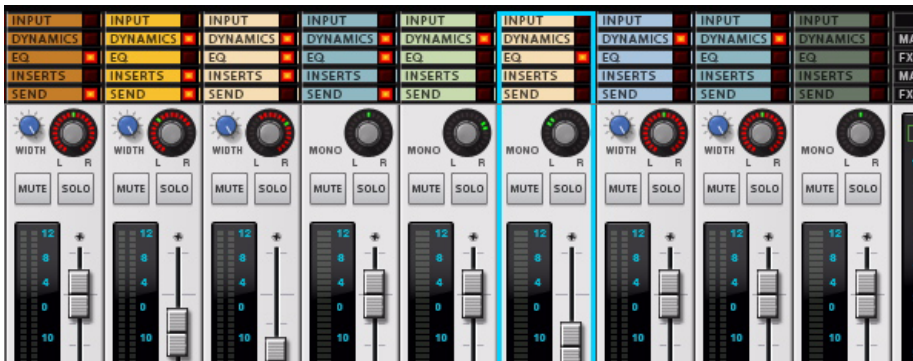 INPUT INPUT INPUT INPUT INPUT INPUT INPUT INPUT INPUT
DYNAMICS DYNAMICS DYNAMICS DYNAMICS DYNAMICS DYNAMICS DYNAMICS DYNAMICS DYNAMICS MA
EQ EQ EQ EQ EQ EQ EQ EQ EQ FX
INSERTS INSERTS INSERTS INSERTS INSERTS INSERTS INSERTS INSERTS INSERTS MA
SEND SEND SEND SEND SEND SEND SEND SEND SEND FX
WIDTH WIDTH WIDTH MONO MONO MONO WIDTH WIDTH MONO
L R L R L R L R L R L R L R L R L R
MUTE SOLO MUTE SOLO MUTE SOLO MUTE SOLO MUTE SOLO MUTE SOLO MUTE SOLO MUTE SOLO MUTE SOLO
12 12 12 12 12 12 12 12 12
8 8 8 8 8 8 8 8 8
4 4 4 4 4 4 4 4 4
0 0 0 0 0 0 0 0 0
10 10 10 10 10 10 10 10 10